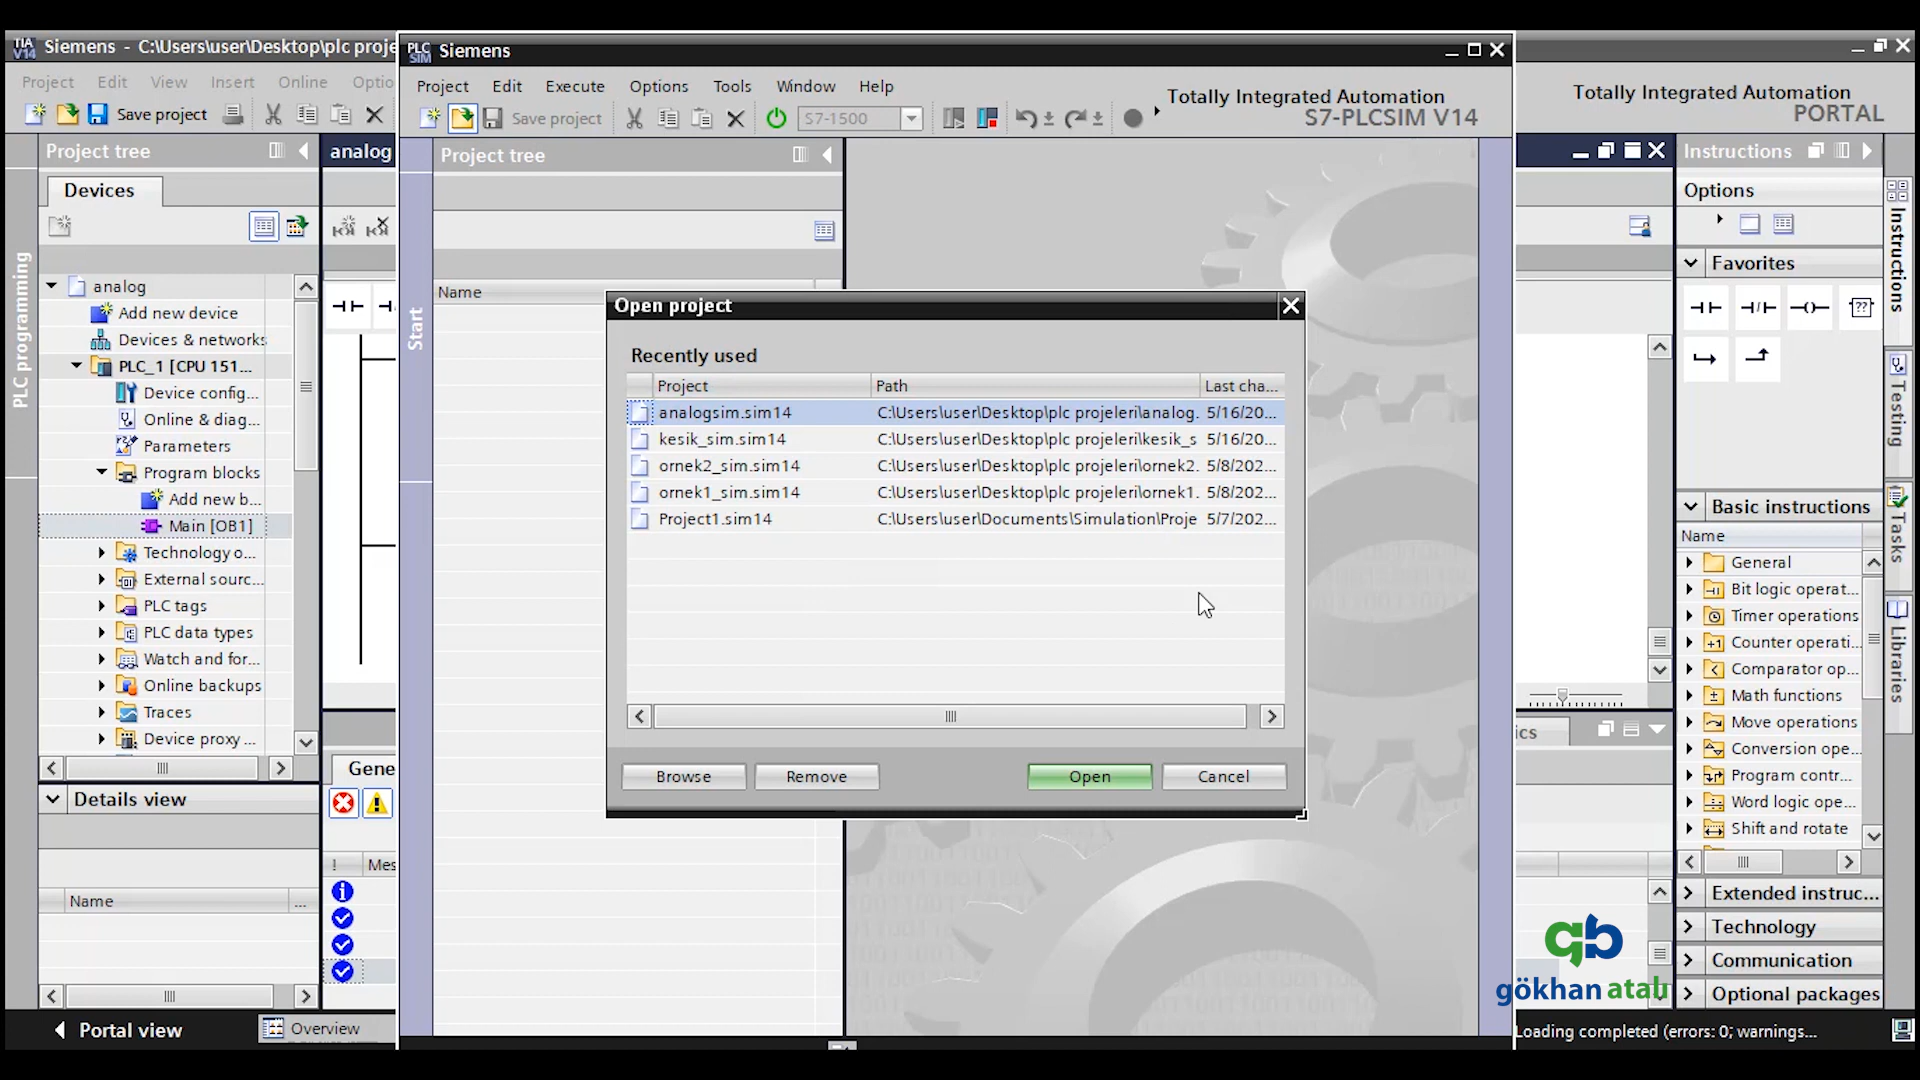 TIA V14 Siemens - C:\Users\user\Desktop\plc proje
Project Edit View Insert Online Optio
Save project
Project tree
Devices
PLC programming
analog
Add new device
Devices & networks
PLC_1 [CPU 151...
Device config...
Online & diag...
Parameters
Program blocks
Add new b...
Main [OB1]
Technology o...
External sourc...
PLC tags
PLC data types
Watch and for...
Online backups
Traces
Device proxy ...
Details view
Name ...
Portal view
Overview
analog
Gene
! Mes
PLC SIM Siemens
Project Edit Execute Options Tools Window Help
Save project
S7-1500
Totally Integrated Automation
S7-PLCSIM V14
Project tree
Start
Name
Open project
Recently used
Project Path Last cha...
analogsim.sim14 C:\Users\user\Desktop\plc projeleri\analog. 5/16/20...
kesik_sim.sim14 C:\Users\user\Desktop\plc projeleri\kesik_s 5/16/20...
ornek2_sim.sim14 C:\Users\user\Desktop\plc projeleri\ornek2. 5/8/202...
ornek1_sim.sim14 C:\Users\user\Desktop\plc projeleri\ornek1. 5/8/202...
Project1.sim14 C:\Users\user\Documents\Simulation\Proje 5/7/202...
Browse Remove Open Cancel
Totally Integrated Automation
PORTAL
Instructions
Options
Favorites
??
Basic instructions
Name
General
Bit logic operat...
Timer operations
Counter operati...
Comparator op...
Math functions
Move operations
Conversion ope...
Program contr...
Word logic ope...
Shift and rotate
Extended instruc...
Technology
Communication
Optional packages
Instructions
Testing
Tasks
Libraries
ics
gökhan atalı
Loading completed (errors: 0; warnings...